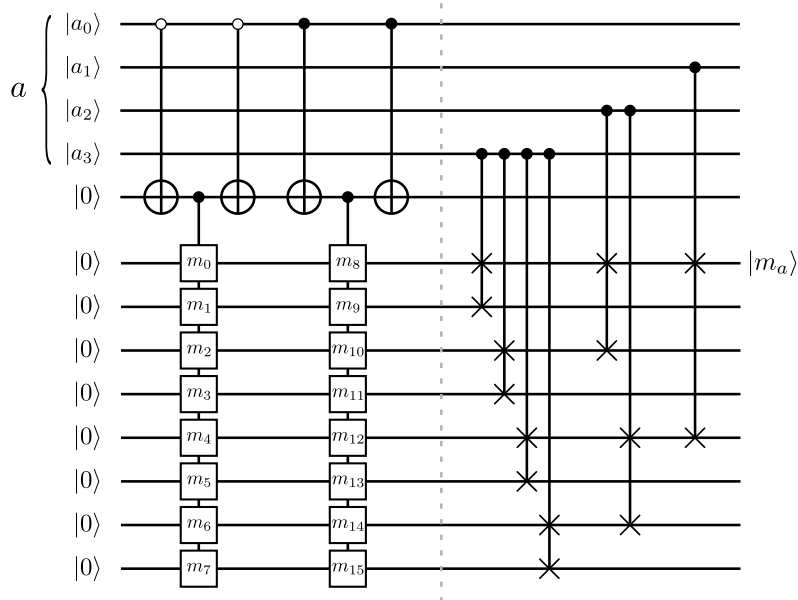 |a₀⟩
|a₁⟩
a
|a₂⟩
|a₃⟩
|0⟩
|0⟩ m₀ m₈ |mₐ⟩
|0⟩ m₁ m₉
|0⟩ m₂ m₁₀
|0⟩ m₃ m₁₁
|0⟩ m₄ m₁₂
|0⟩ m₅ m₁₃
|0⟩ m₆ m₁₄
|0⟩ m₇ m₁₅